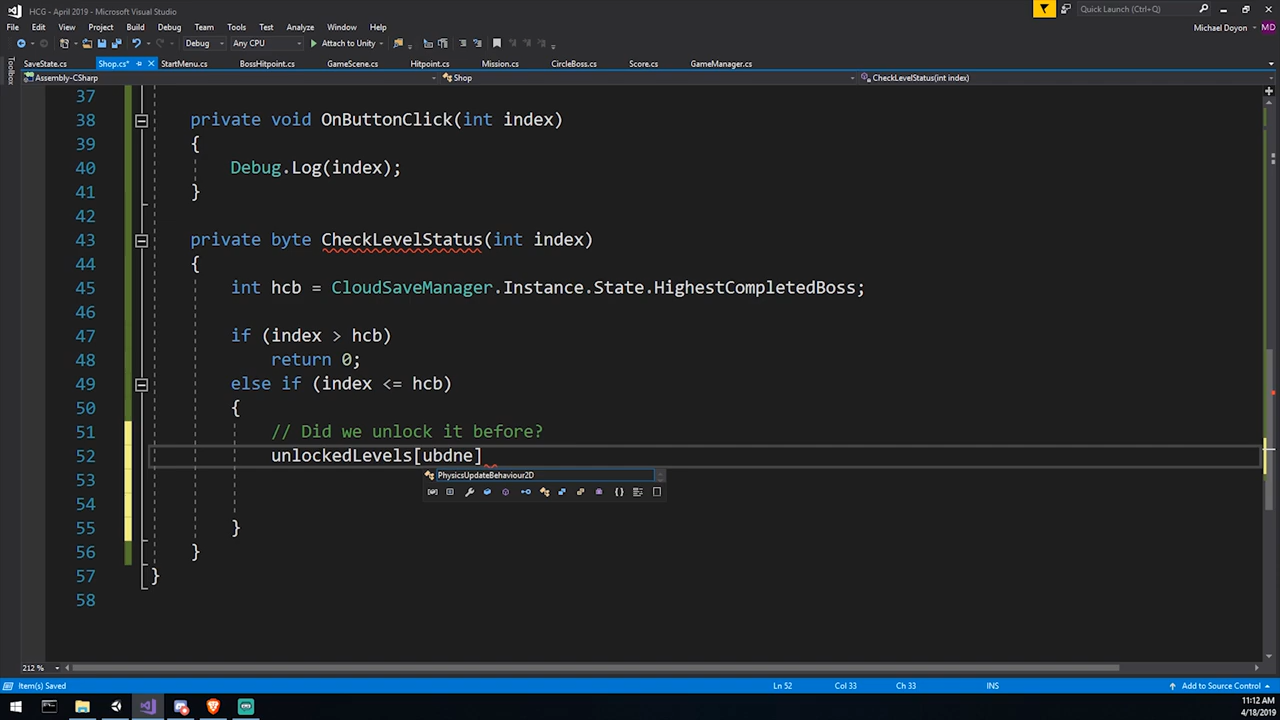 HCG - April 2019 - Microsoft Visual Studio
Quick Launch (Ctrl+Q)
File Edit View Project Build Debug Team Tools Test Analyze Window Help
Michael Doyon MD
Debug Any CPU Attach to Unity
SaveState.cs Shop.cs* StartMenu.cs BossHitpoint.cs GameScene.cs Hitpoint.cs Mission.cs CircleBoss.cs Score.cs GameManager.cs
Toolbox
Assembly-CSharp Shop CheckLevelStatus(int index)
37
38 private void OnButtonClick(int index)
39 {
40 Debug.Log(index);
41 }
42
43 private byte CheckLevelStatus(int index)
44 {
45 int hcb = CloudSaveManager.Instance.State.HighestCompletedBoss;
46
47 if (index > hcb)
48 return 0;
49 else if (index <= hcb)
50 {
51 // Did we unlock it before?
52 unlockedLevels[ubdne]
PhysicsUpdateBehaviour2D
53
54
55 }
56 }
57 }
58
212 %
Item(s) Saved Ln 52 Col 33 Ch 33 INS Add to Source Control
11:12 AM
4/18/2019